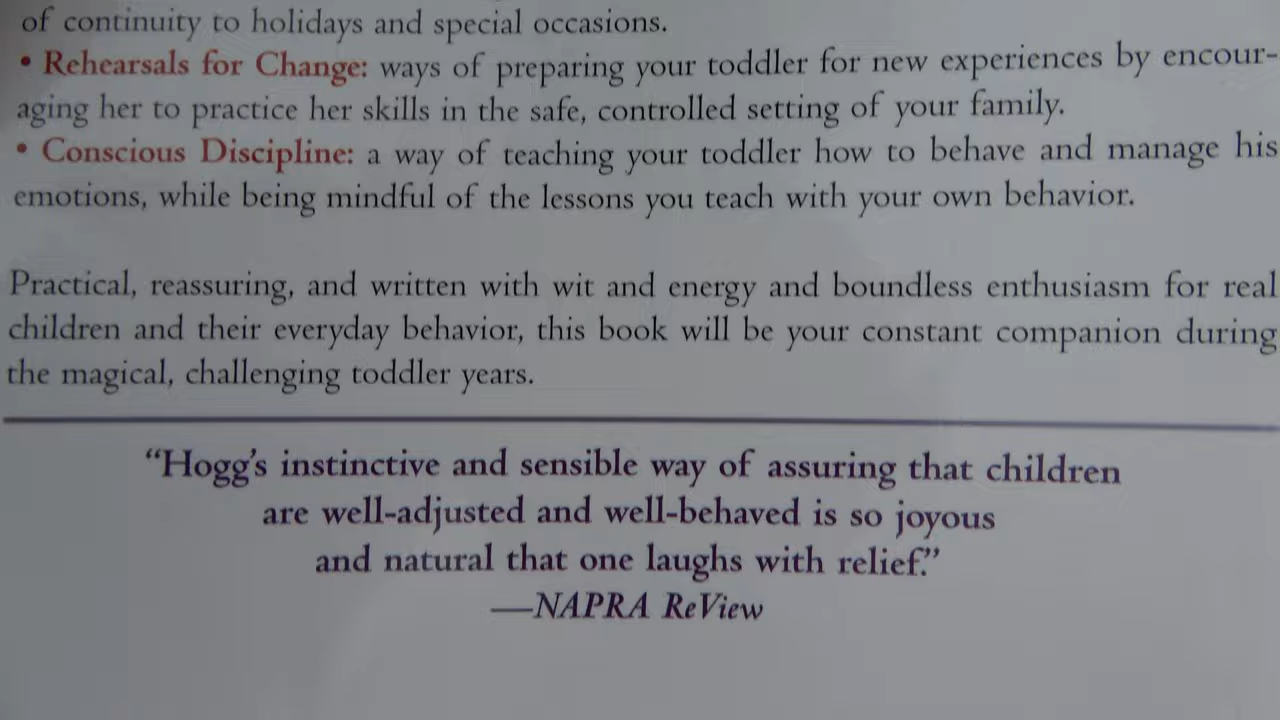 of continuity to holidays and special occasions.
• Rehearsals for Change: ways of preparing your toddler for new experiences by encour-
aging her to practice her skills in the safe, controlled setting of your family.
• Conscious Discipline: a way of teaching your toddler how to behave and manage his
emotions, while being mindful of the lessons you teach with your own behavior.
Practical, reassuring, and written with wit and energy and boundless enthusiasm for real
children and their everyday behavior, this book will be your constant companion during
the magical, challenging toddler years.
“Hogg’s instinctive and sensible way of assuring that children
are well-adjusted and well-behaved is so joyous
and natural that one laughs with relief.”
—NAPRA ReView